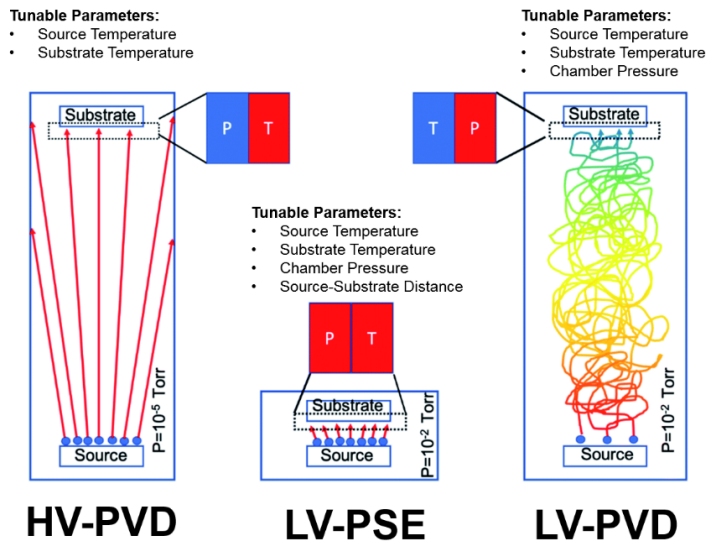 Tunable Parameters:
• Source Temperature
• Substrate Temperature
Substrate
P T
P=10-5 Torr
Source
HV-PVD
Tunable Parameters:
• Source Temperature
• Substrate Temperature
• Chamber Pressure
• Source-Substrate Distance
P T
Substrate
P=10-2 Torr
Source
LV-PSE
Tunable Parameters:
• Source Temperature
• Substrate Temperature
• Chamber Pressure
T P
Substrate
P=10-2 Torr
Source
LV-PVD